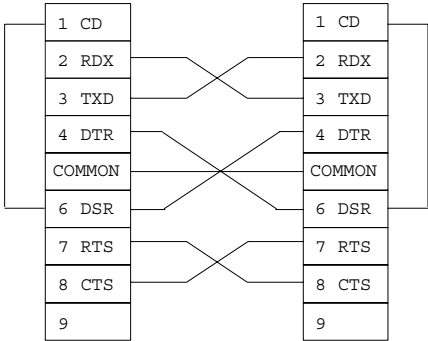 1 CD
2 RDX
3 TXD
4 DTR
COMMON
6 DSR
7 RTS
8 CTS
9
1 CD
2 RDX
3 TXD
4 DTR
COMMON
6 DSR
7 RTS
8 CTS
9